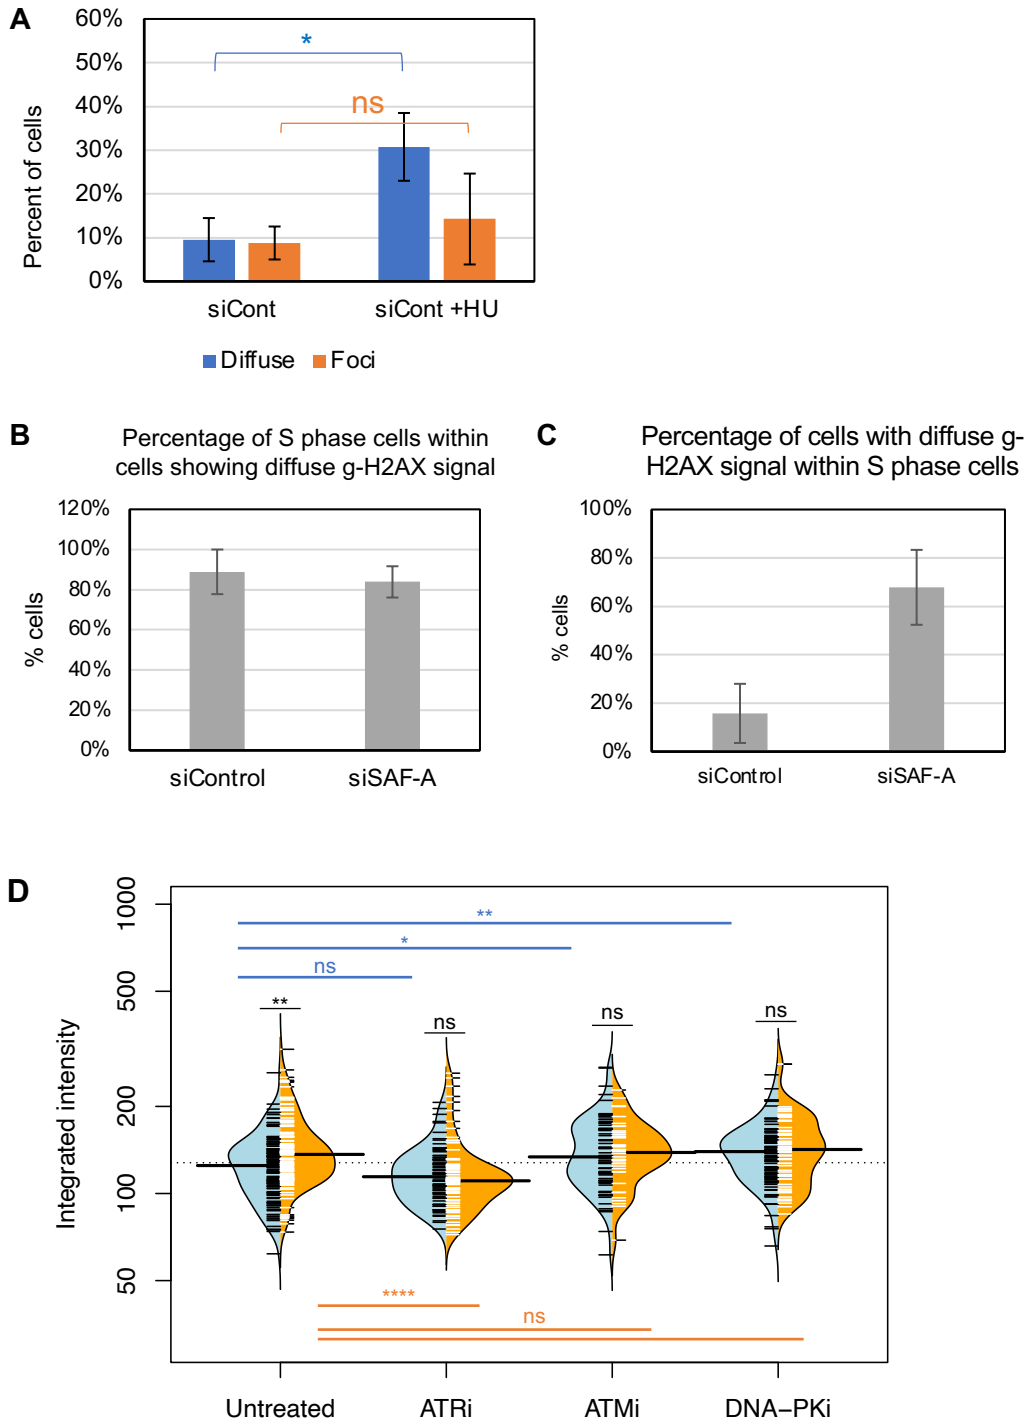 A
60%
50%
40%
30%
20%
10%
0%
Percent of cells
*
ns
siCont
siCont +HU
Diffuse
Foci
B
Percentage of S phase cells within
cells showing diffuse g-H2AX signal
120%
100%
80%
60%
40%
20%
0%
% cells
siControl
siSAF-A
C
Percentage of cells with diffuse g-
H2AX signal within S phase cells
100%
80%
60%
40%
20%
0%
% cells
siControl
siSAF-A
D
1000
500
200
100
50
Integrated intensity
**
*
ns
**
ns
ns
ns
****
ns
Untreated
ATRi
ATMi
DNA–PKi